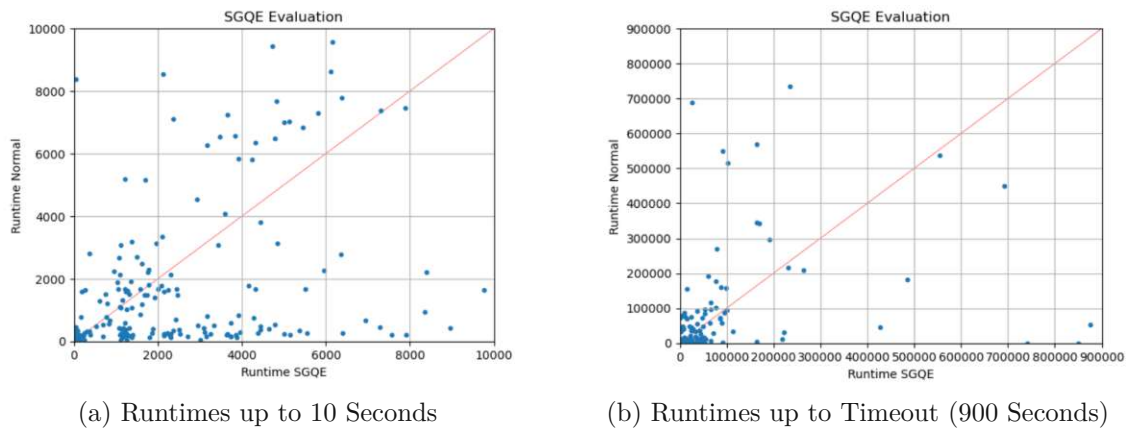 SGQE Evaluation
10000
8000
6000
4000
2000
0
Runtime Normal
0 2000 4000 6000 8000 10000
Runtime SGQE
(a) Runtimes up to 10 Seconds
SGQE Evaluation
900000
800000
700000
600000
500000
400000
300000
200000
100000
0
Runtime Normal
0 100000 200000 300000 400000 500000 600000 700000 800000 900000
Runtime SGQE
(b) Runtimes up to Timeout (900 Seconds)